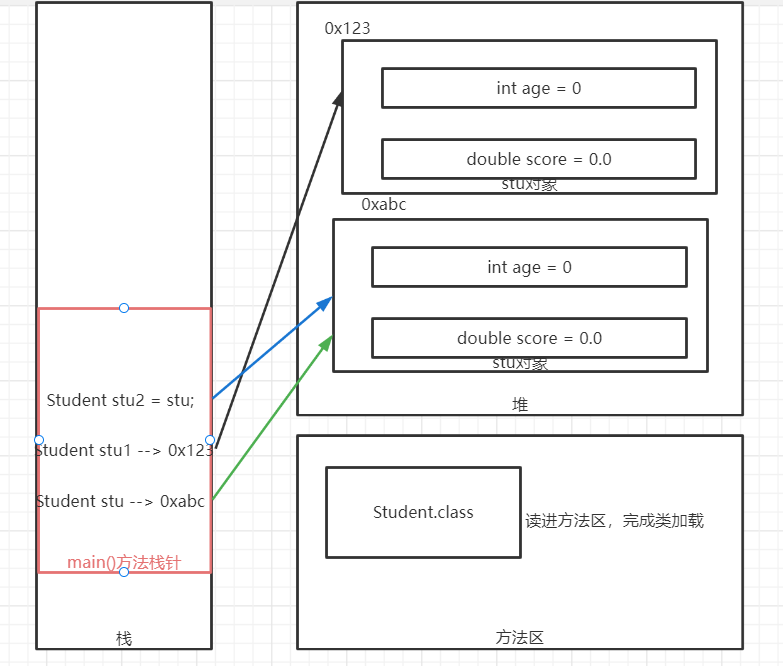 0x123
int age = 0
double score = 0.0
stu对象
0xabc
int age = 0
double score = 0.0
stu对象
堆
Student stu2 = stu;
Student stu1 --> 0x123
Student stu --> 0xabc
main()方法栈针
栈
Student.class
读进方法区，完成类加载
方法区